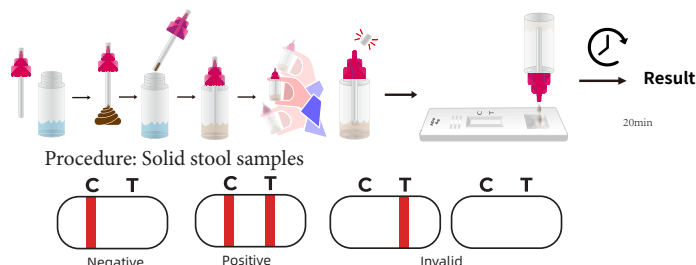 C T
Result
20min
Procedure: Solid stool samples
C T
C T
C T
C T
Negative
Positive
Invalid